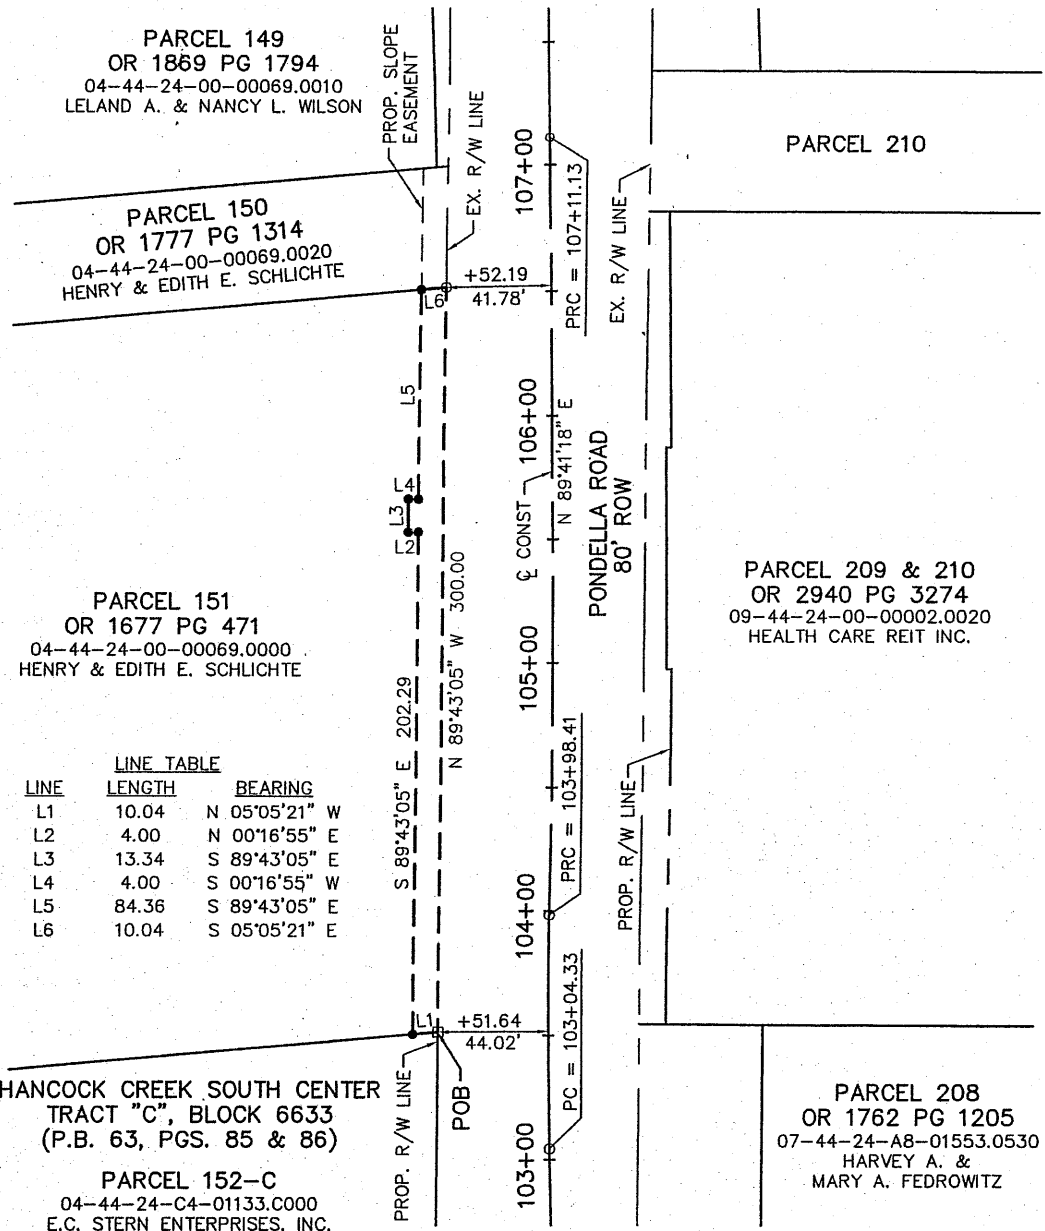 PARCEL 149
OR 1869 PG 1794
04-44-24-00-00069.0010
LELAND A. & NANCY L. WILSON
PROP. SLOPE
EASEMENT
EX. R/W LINE
107+00
PRC = 107+11.13
EX. R/W LINE
PARCEL 210
PARCEL 150
OR 1777 PG 1314
04-44-24-00-00069.0020
HENRY & EDITH E. SCHLICHTE
L6
+52.19
41.78'
L5
L4
L3
L2
106+00
N 89°41'18" E
℄ CONST
PONDELLA ROAD
80' ROW
PARCEL 151
OR 1677 PG 471
04-44-24-00-00069.0000
HENRY & EDITH E. SCHLICHTE
S 89°43'05" E 202.29
N 89°43'05" W 300.00
105+00
PARCEL 209 & 210
OR 2940 PG 3274
09-44-24-00-00002.0020
HEALTH CARE REIT INC.
LINE TABLE
LINE LENGTH BEARING
L1 10.04 N 05°05'21" W
L2 4.00 N 00°16'55" E
L3 13.34 S 89°43'05" E
L4 4.00 S 00°16'55" W
L5 84.36 S 89°43'05" E
L6 10.04 S 05°05'21" E
PRC = 103+98.41
PROP. R/W LINE
104+00
L1
+51.64
44.02'
PC = 103+04.33
POB
PROP. R/W LINE
103+00
HANCOCK CREEK SOUTH CENTER
TRACT "C", BLOCK 6633
(P.B. 63, PGS. 85 & 86)
PARCEL 152-C
04-44-24-C4-01133.C000
E.C. STERN ENTERPRISES, INC.
PARCEL 208
OR 1762 PG 1205
07-44-24-A8-01553.0530
HARVEY A. &
MARY A. FEDROWITZ